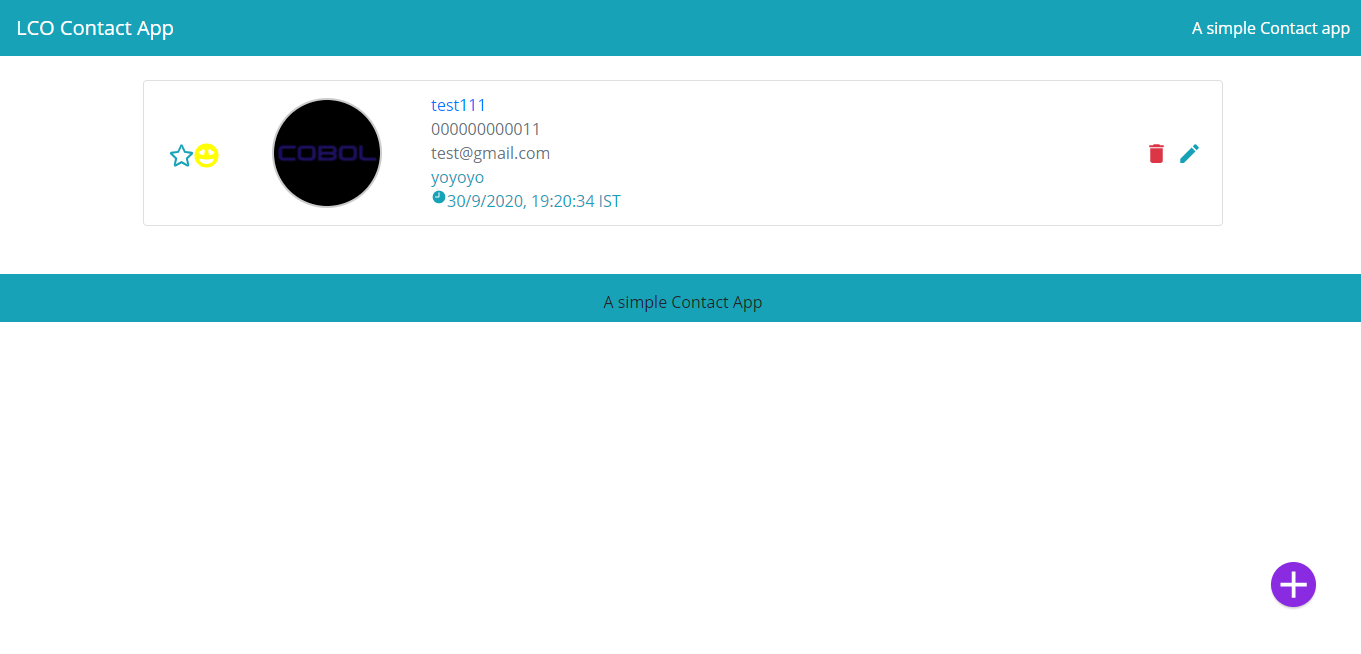 LCO Contact App
A simple Contact app
test111
000000000011
COBOL
test@gmail.com
yoyoyo
30/9/2020, 19:20:34 IST
A simple Contact App